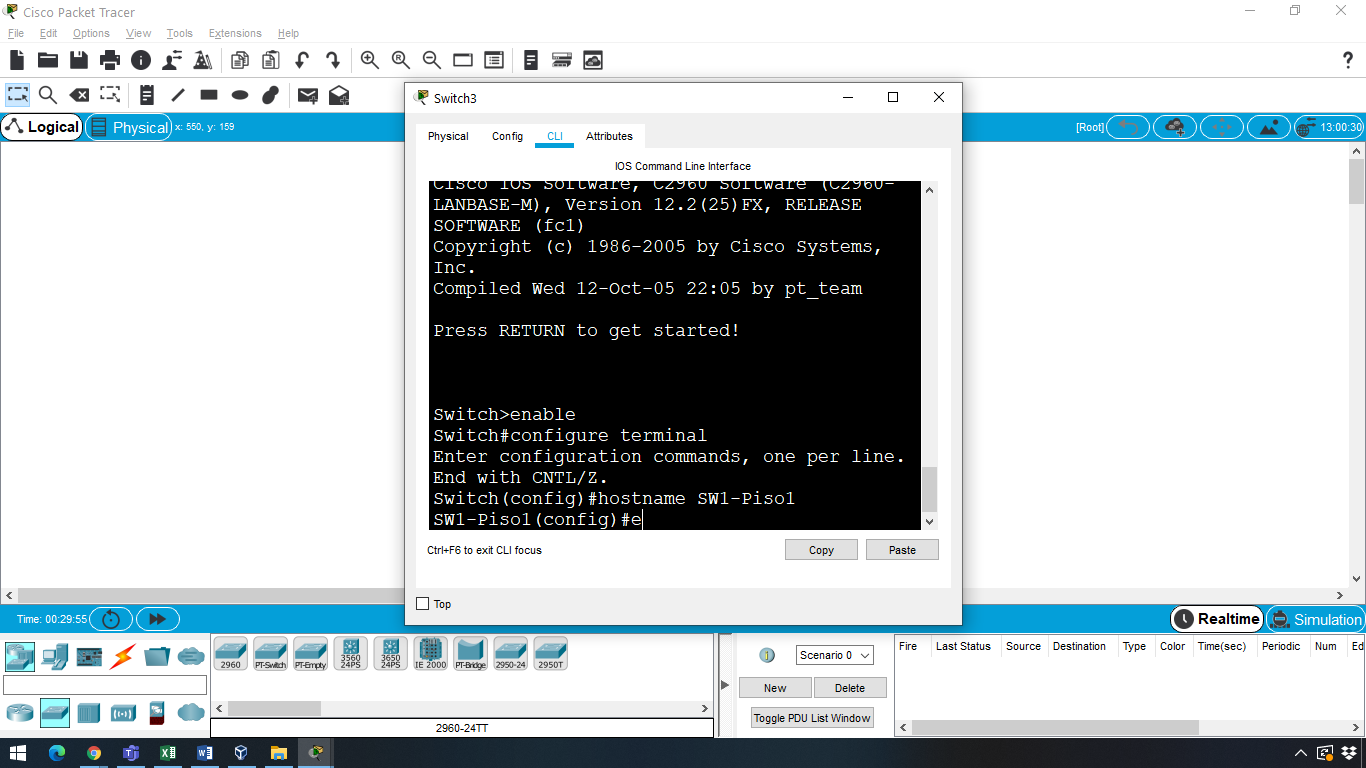 Cisco Packet Tracer
File Edit Options View Tools Extensions Help
?
Logical Physical x: 550, y: 159
[Root] 13:00:30
Switch3
Physical Config CLI Attributes
IOS Command Line Interface
Cisco IOS Software, C2960 Software (C2960-
LANBASE-M), Version 12.2(25)FX, RELEASE
SOFTWARE (fc1)
Copyright (c) 1986-2005 by Cisco Systems,
Inc.
Compiled Wed 12-Oct-05 22:05 by pt_team
Press RETURN to get started!
Switch>enable
Switch#configure terminal
Enter configuration commands, one per line.
End with CNTL/Z.
Switch(config)#hostname SW1-Piso1
SW1-Piso1(config)#e
Ctrl+F6 to exit CLI focus
Copy Paste
Top
Time: 00:29:55
Realtime Simulation
2960 PT-Switch PT-Empty 3560 24PS 3650 24PS IE 2000 PT-Bridge 2950-24 2950T
2960-24TT
Scenario 0
New Delete
Toggle PDU List Window
Fire Last Status Source Destination Type Color Time(sec) Periodic Num Ed